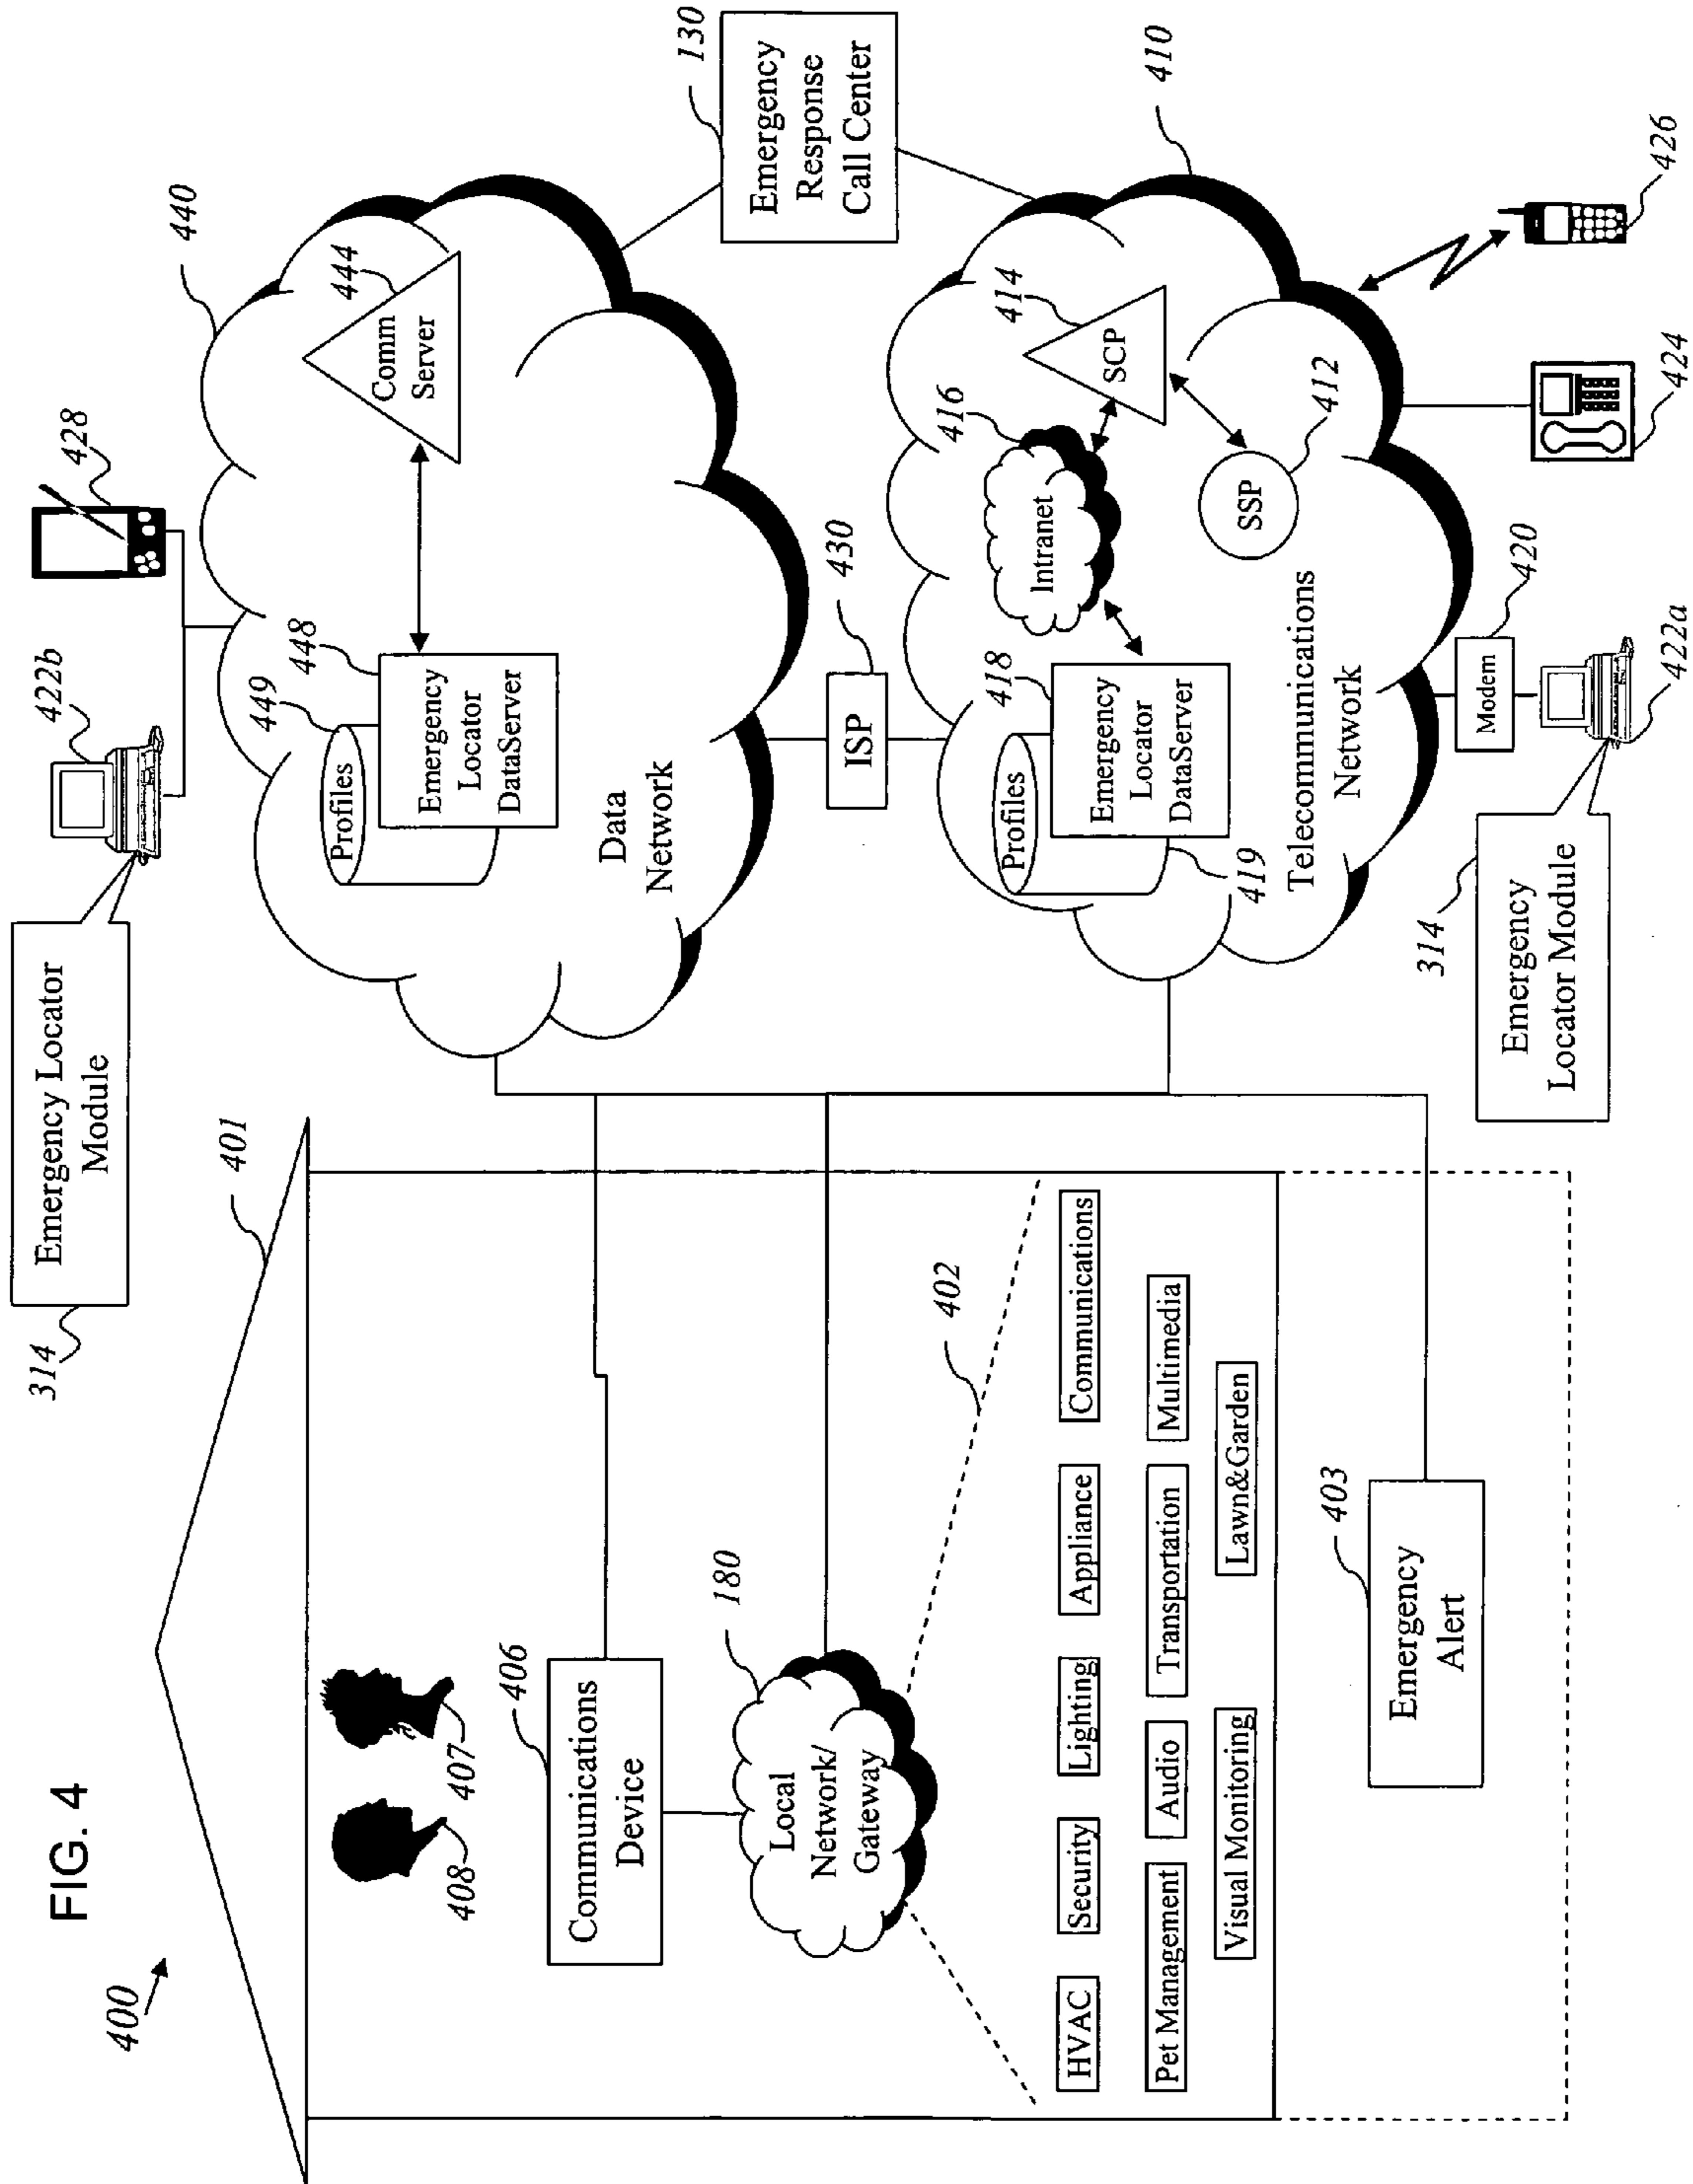 FIG. 4
400
401
314
Emergency Locator
Module
422b
428
440
408
407
406
Communications
Device
180
Local
Network/
Gateway
402
HVAC
Security
Lighting
Appliance
Communications
Pet Management
Audio
Transportation
Multimedia
Visual Monitoring
Lawn&Garden
403
Emergency
Alert
449
448
Profiles
Emergency
Locator
DataServer
444
Comm
Server
Data
Network
ISP
430
130
Emergency
Response
Call Center
410
Profiles
418
Emergency
Locator
DataServer
419
Intranet
416
SCP
414
SSP
412
Telecommunications
Network
314
Emergency
Locator Module
Modem
420
422a
424
426